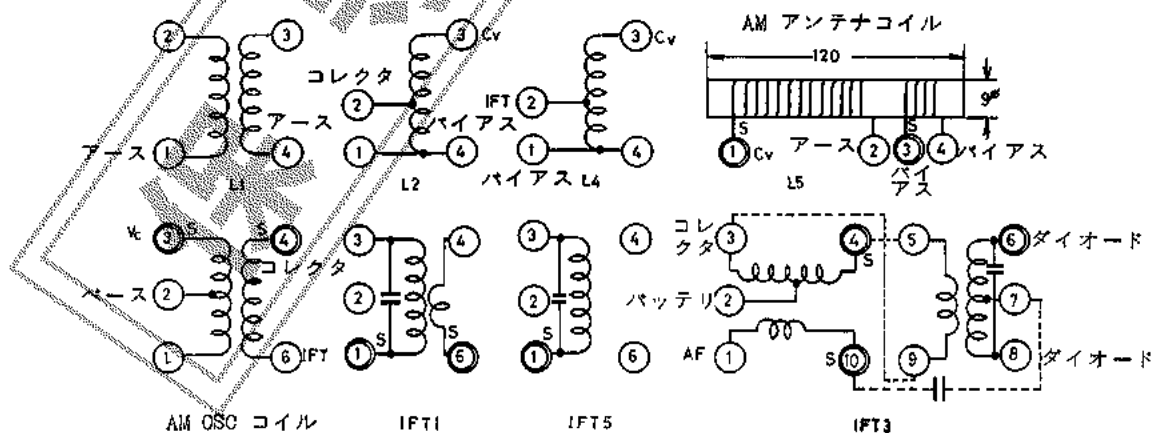 AM アンテナコイル
② ③ ③ Cv ③ Cv 120
コレクタ
② IFT ② 9ø
アース バイアス S S
アース ① ④ ① ④ 1 ④ ① Cv アース ② ③ ④ バイアス
バイアス バイアス
L1 L2 L4 L5
Vc ③ S S ④ ③ ④ ③ ④ コレクタ ③ ④ S ⑤ ⑥ ダイオード
コレクタ
ベース ② ② ② バッテリ ② ⑦
S S S
1 ⑥ IFT ① ⑥ ① ⑥ AF ① S ⑩ ⑨ ⑧ ダイオード
AM OSC コイル IFT1 IFT5 IFT3